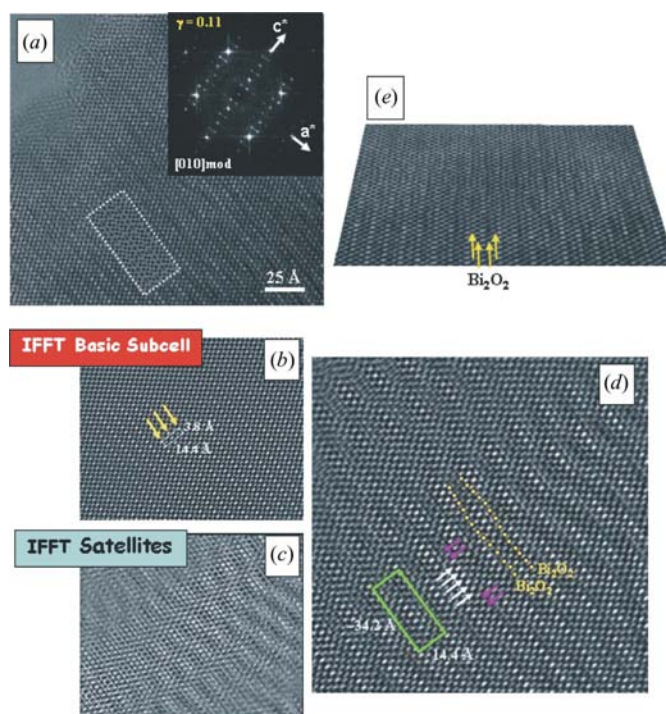 (a)
γ = 0.11
c*
a*
[010]mod
25 Å
(e)
Bi₂O₂
IFFT Basic Subcell
(b)
3.8 Å
14.4 Å
(d)
Bi₂O₂
Bi₂O₂
34.2 Å
14.4 Å
IFFT Satellites
(c)